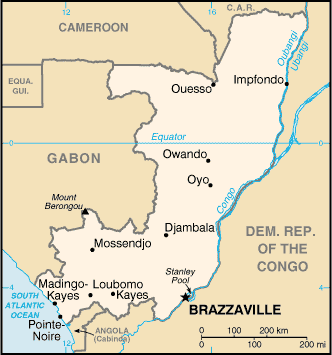 12
16
C.A.R.
CAMEROON
Oubangi
Ubangi
EQUA.
GUI.
Ouesso
Impfondo
0
Equator
0
GABON
Owando
Oyo
Congo
Mount
Berongou
Djambala
Mossendjo
DEM. REP.
OF THE
CONGO
Stanley
Pool
Madingo-
Kayes
Loubomo
Kayes
4
4
SOUTH
ATLANTIC
OCEAN
BRAZZAVILLE
Pointe-
Noire
ANGOLA
(Cabinda)
0
100
200 km
0
100
200 mi
12